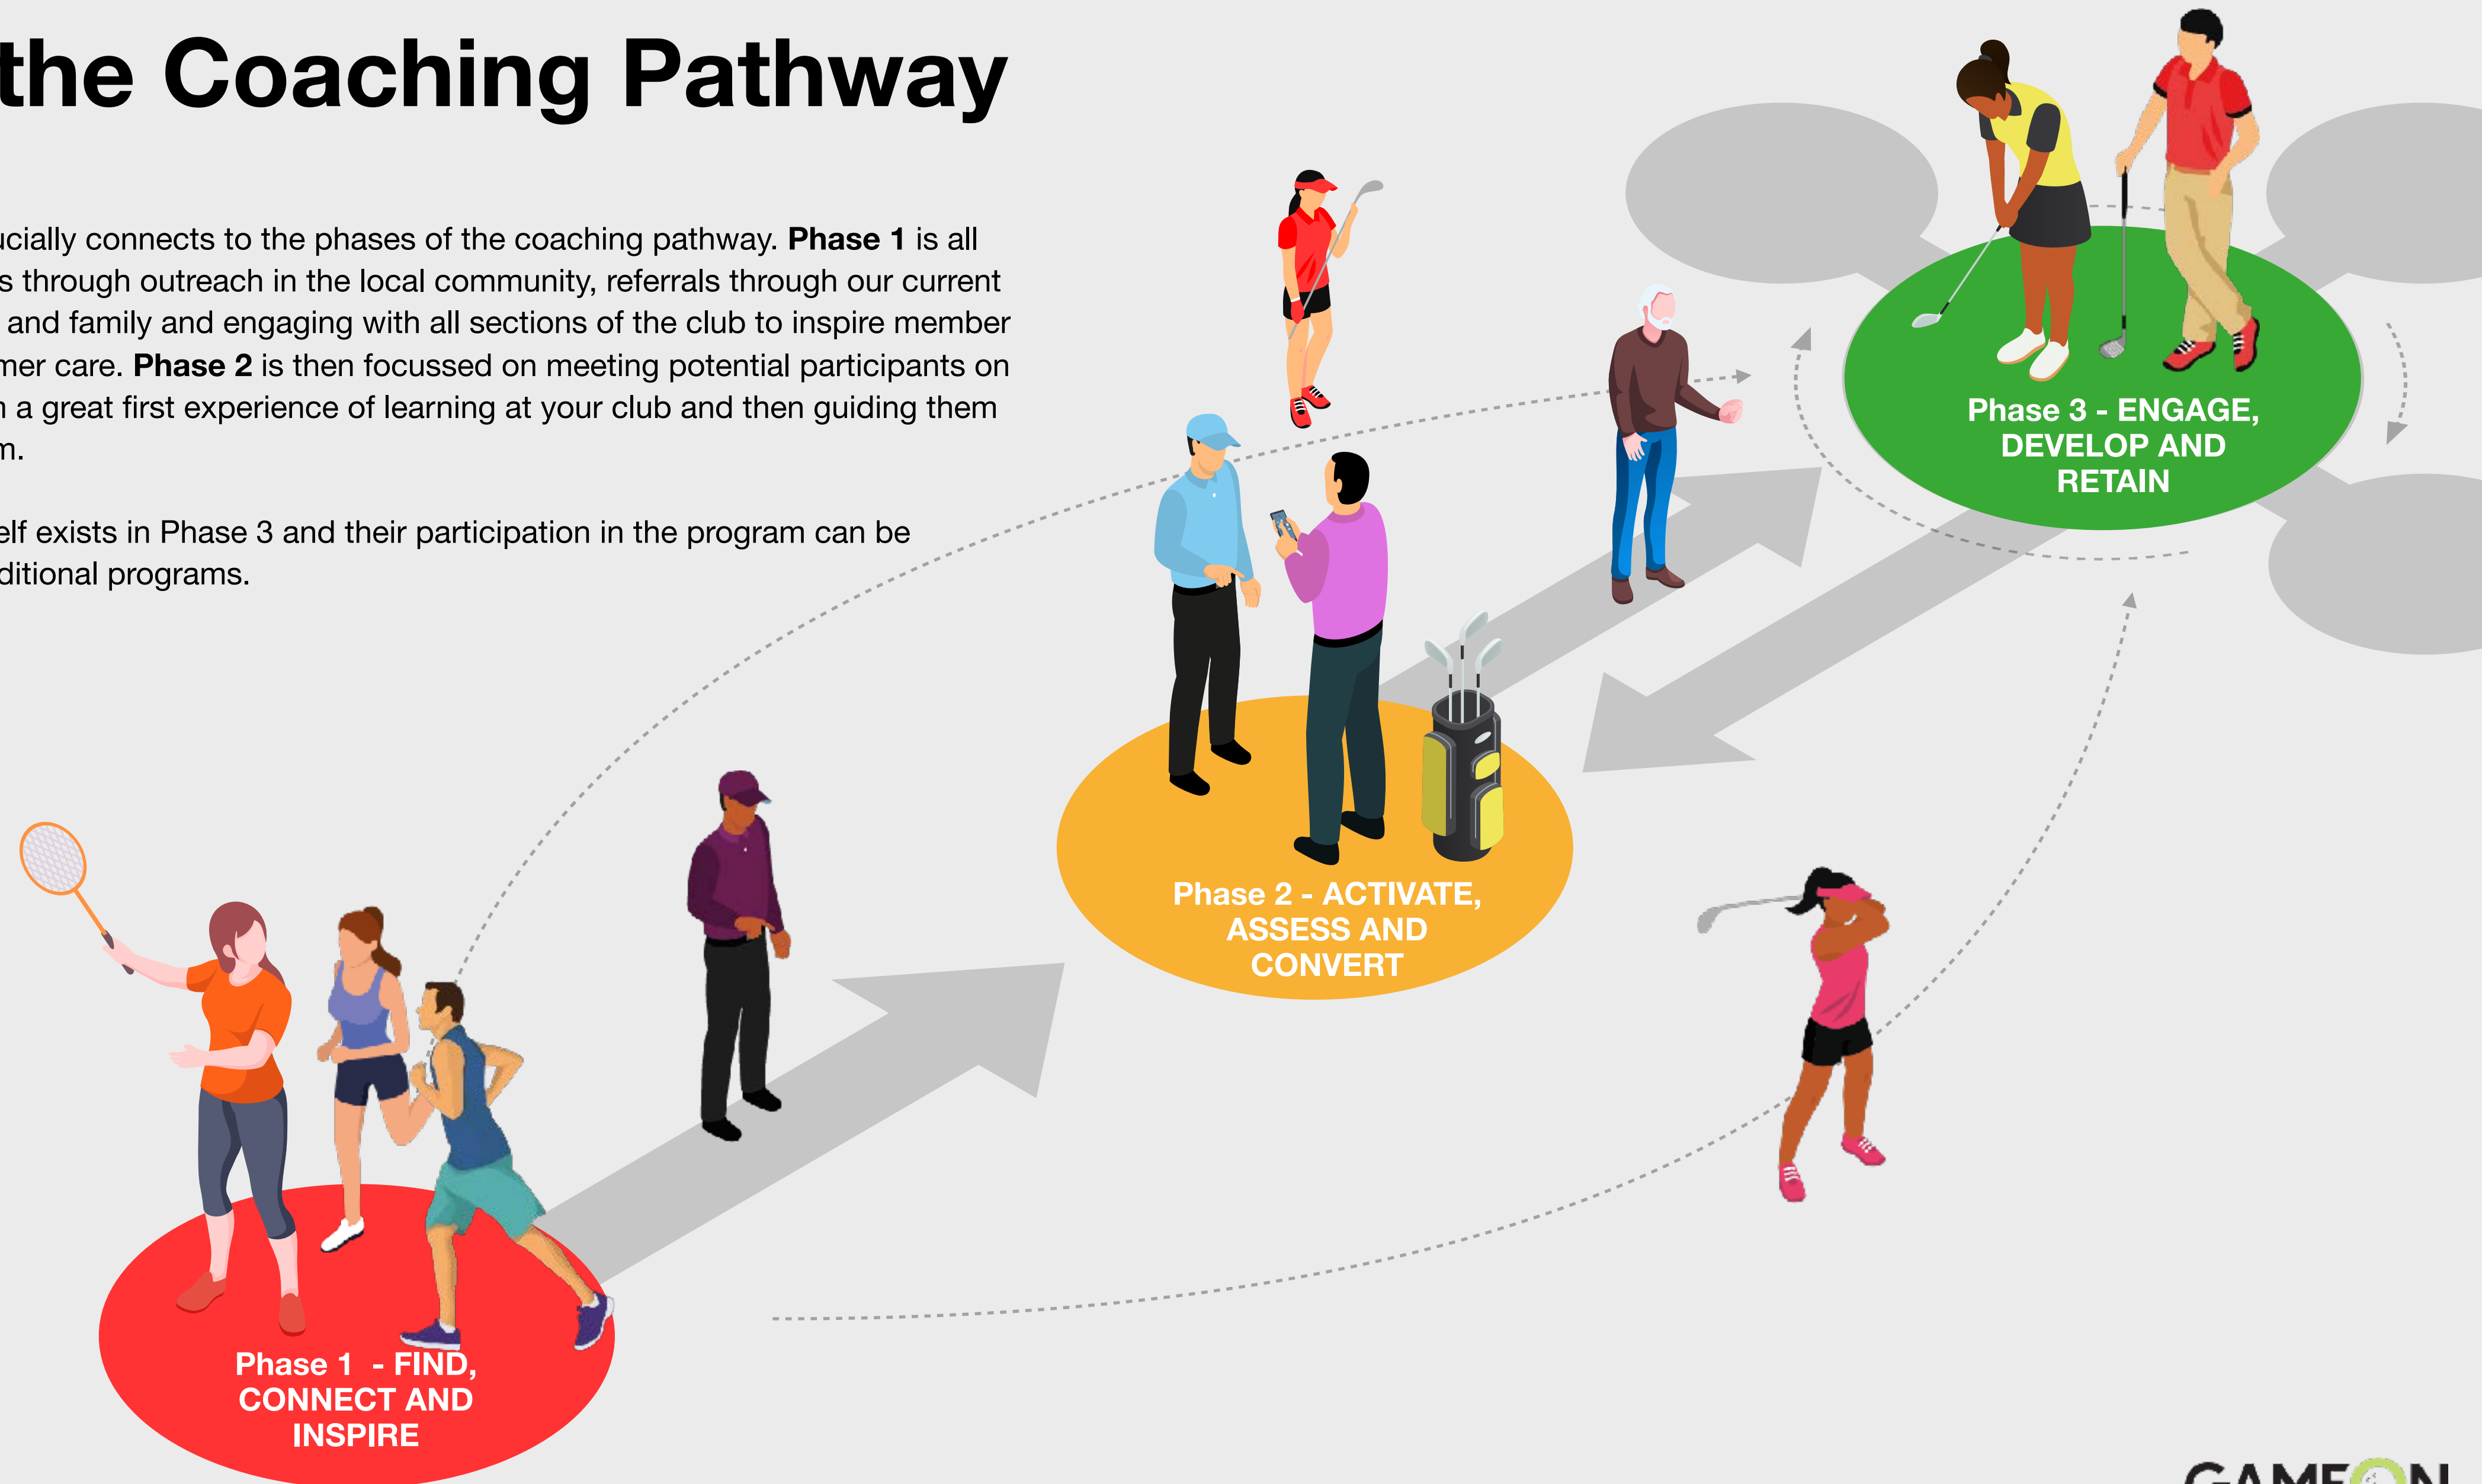 the Coaching Pathway
ucially connects to the phases of the coaching pathway. Phase 1 is all
s through outreach in the local community, referrals through our current
and family and engaging with all sections of the club to inspire member
mer care. Phase 2 is then focussed on meeting potential participants on
a great first experience of learning at your club and then guiding them
m.
elf exists in Phase 3 and their participation in the program can be
ditional programs.
Phase 3 - ENGAGE,
DEVELOP AND
RETAIN
Phase 2 - ACTIVATE,
ASSESS AND
CONVERT
Phase 1 - FIND,
CONNECT AND
INSPIRE
GAMEON